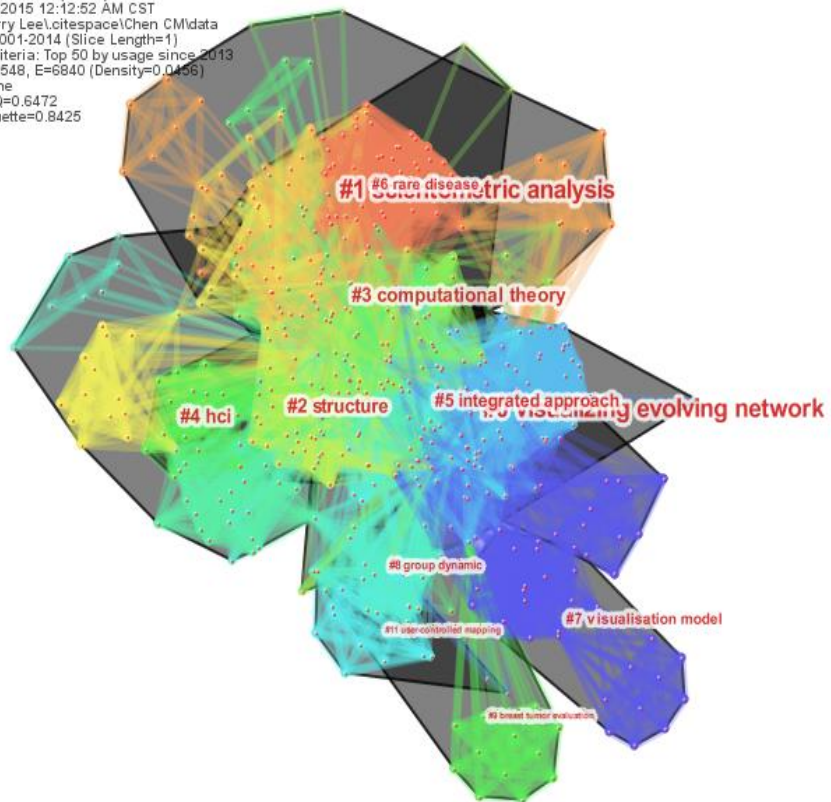 2015 12:12:52 AM CST
rry Lee\.citespace\Chen CM\data
001-2014 (Slice Length=1)
iteria: Top 50 by usage since 2013
548, E=6840 (Density=0.0456)
ne
Q=0.6472
uette=0.8425
#1 scientometric analysis
#6 rare disease
#3 computational theory
#5 integrated approach
#0 visualizing evolving network
#2 structure
#4 hci
#8 group dynamic
#7 visualisation model
#11 user-controlled mapping
#9 breast tumor evaluation